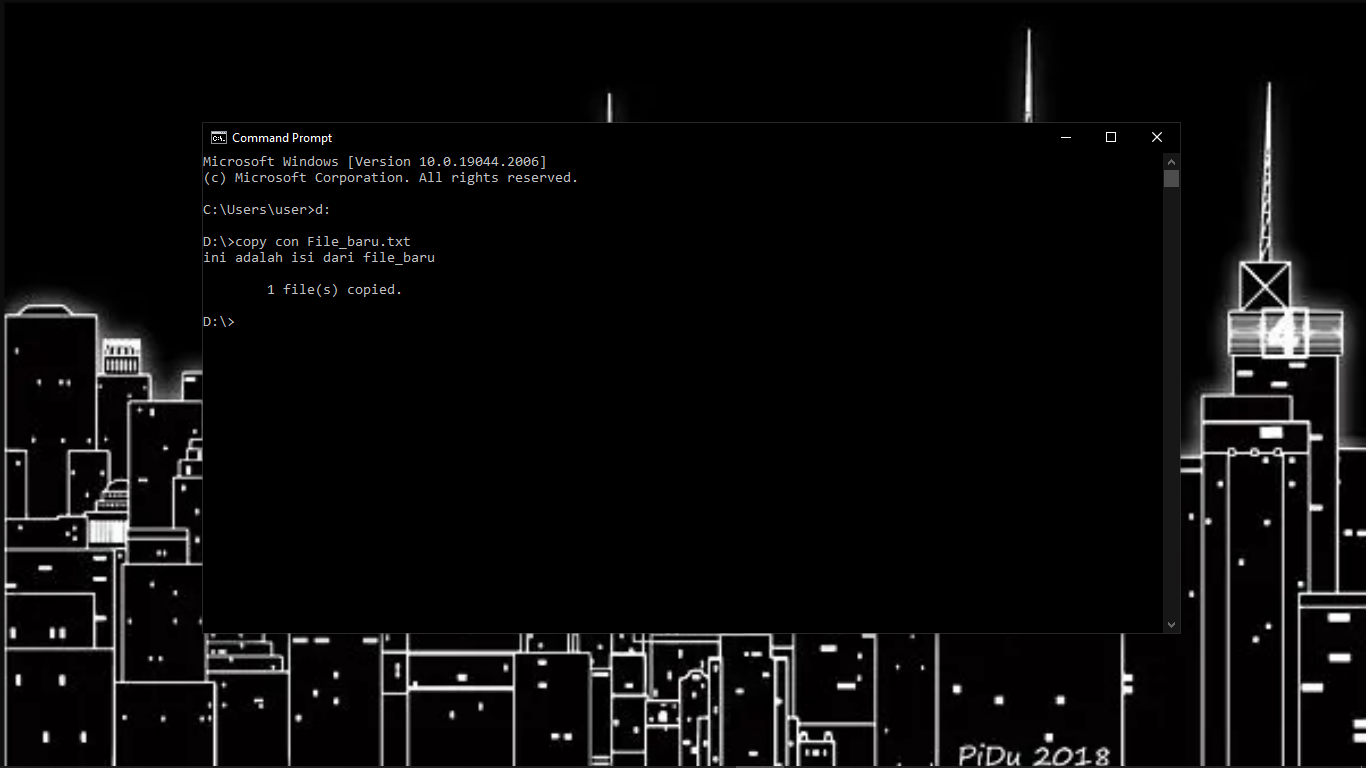 Command Prompt
Microsoft Windows [Version 10.0.19044.2006]
(c) Microsoft Corporation. All rights reserved.
C:\Users\user>d:
D:\>copy con File_baru.txt
ini adalah isi dari file_baru
1 file(s) copied.
D:\>
4
PiDu 2018